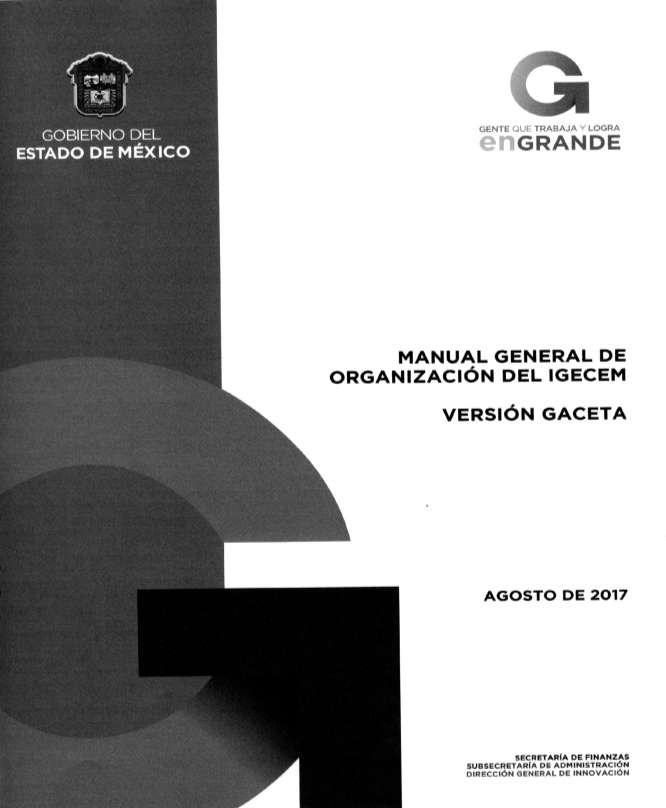 GOBIERNO DEL
ESTADO DE MÉXICO
GENTE QUE TRABAJA Y LOGRA
enGRANDE
MANUAL GENERAL DE
ORGANIZACIÓN DEL IGECEM
VERSIÓN GACETA
AGOSTO DE 2017
SECRETARÍA DE FINANZAS
SUBSECRETARÍA DE ADMINISTRACIÓN
DIRECCIÓN GENERAL DE INNOVACIÓN